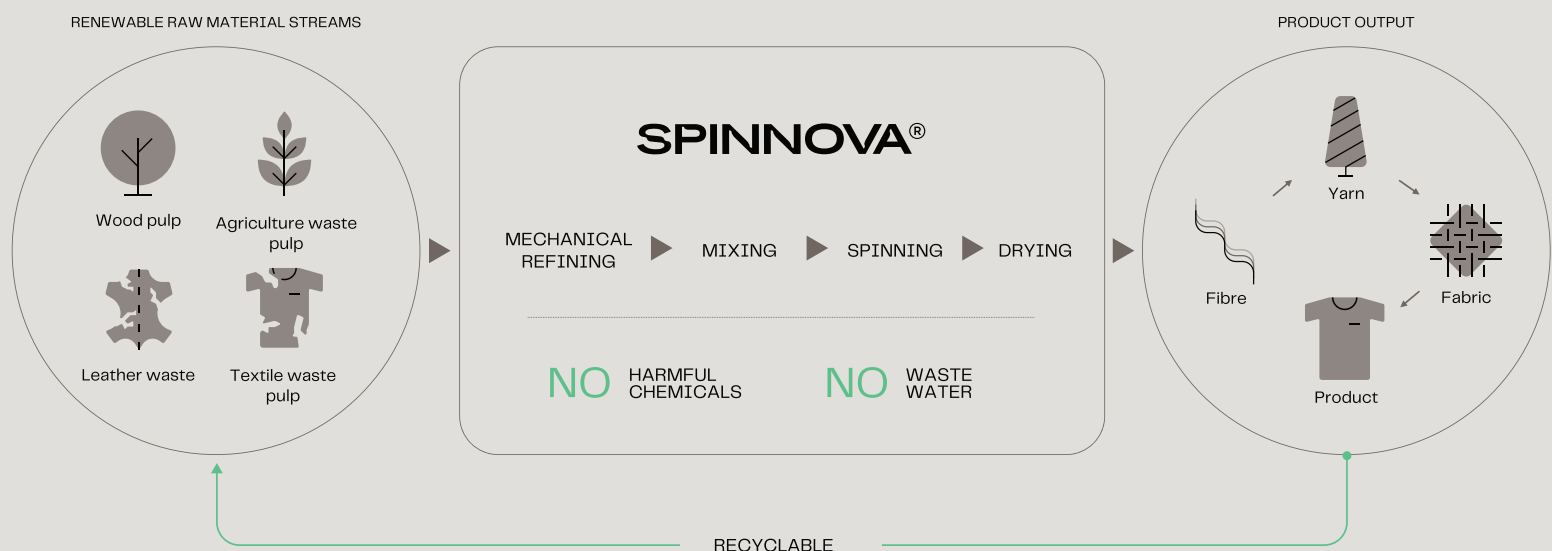 RENEWABLE RAW MATERIAL STREAMS
Wood pulp
Agriculture waste
pulp
Leather waste
Textile waste
pulp
SPINNOVA®
MECHANICAL
REFINING
MIXING
SPINNING
DRYING
NO
HARMFUL
CHEMICALS
NO
WASTE
WATER
PRODUCT OUTPUT
Yarn
Fibre
Fabric
Product
RECYCLABLE